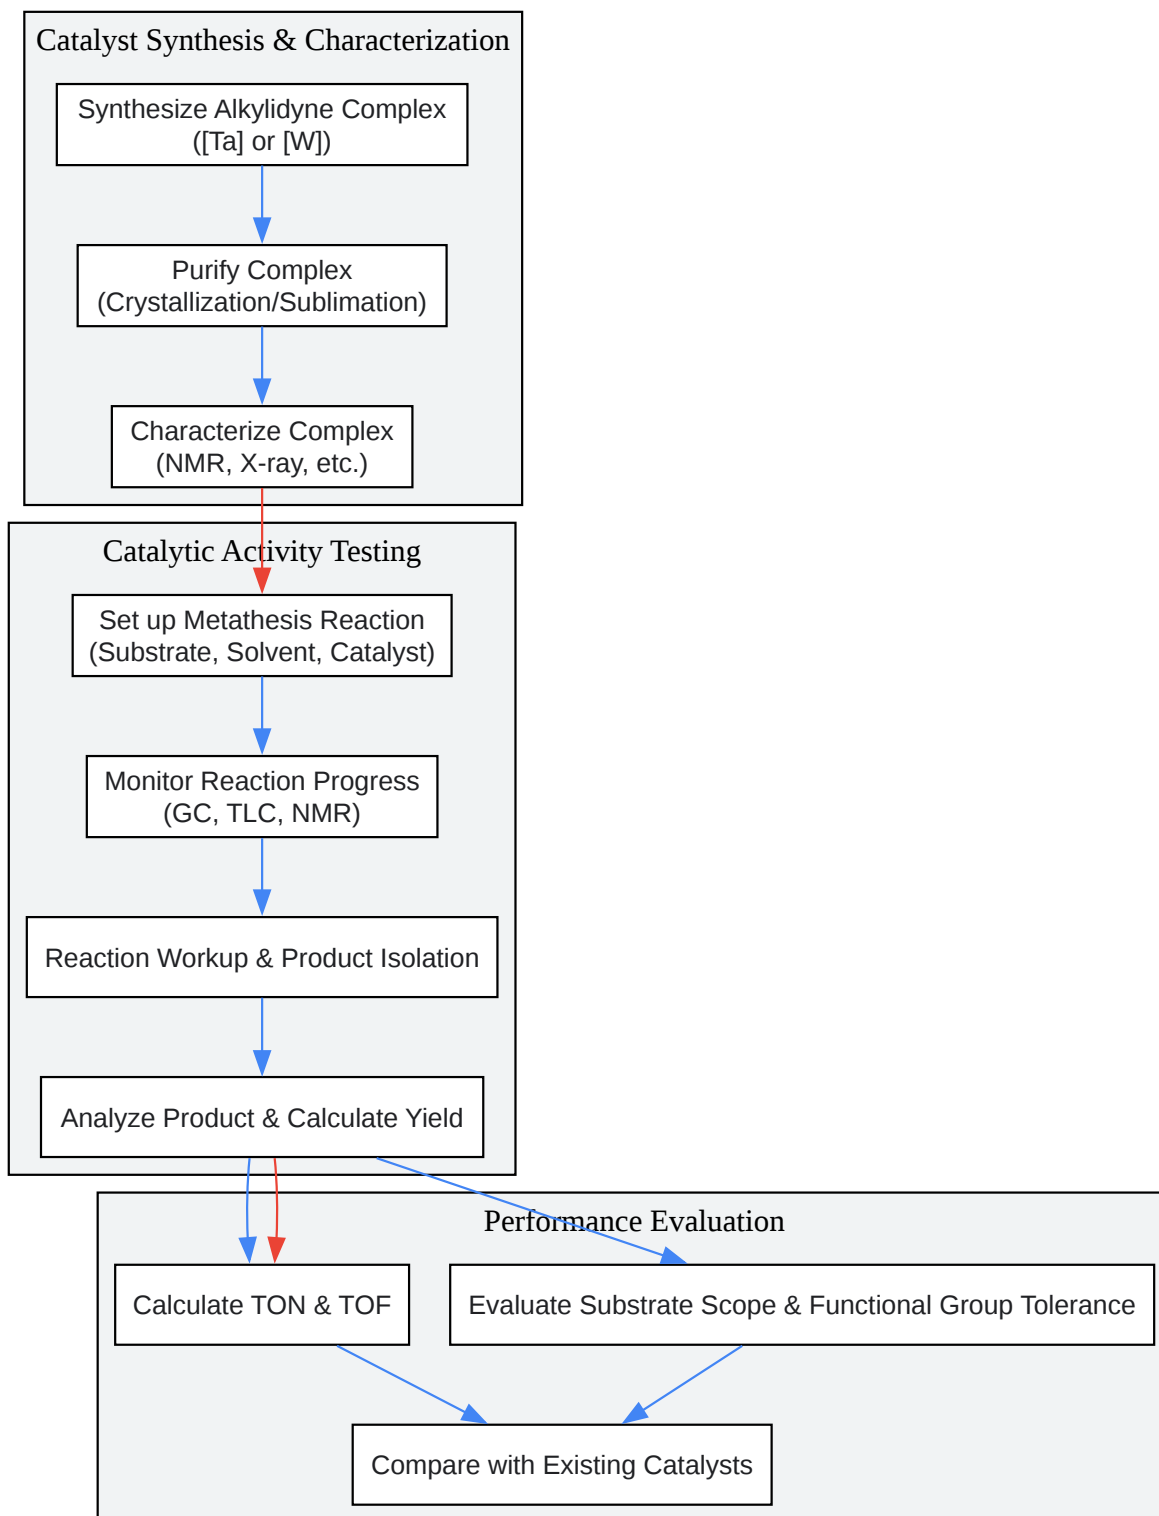 Catalyst Synthesis & Characterization
Synthesize Alkylidyne Complex
([Ta] or [W])
Purify Complex
(Crystallization/Sublimation)
Characterize Complex
(NMR, X-ray, etc.)
Catalytic Activity Testing
Set up Metathesis Reaction
(Substrate, Solvent, Catalyst)
Monitor Reaction Progress
(GC, TLC, NMR)
Reaction Workup & Product Isolation
Analyze Product & Calculate Yield
Performance Evaluation
Calculate TON & TOF
Evaluate Substrate Scope & Functional Group Tolerance
Compare with Existing Catalysts